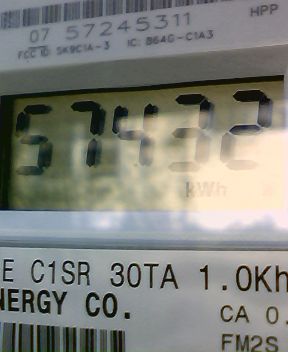 HPP
07 57245311
FCC ID SK9C1A-3 IC: 864G-C1A3
57432
kWh
E C1SR 30TA 1.0Kh
NERGY CO.
CA 0.
FM2S